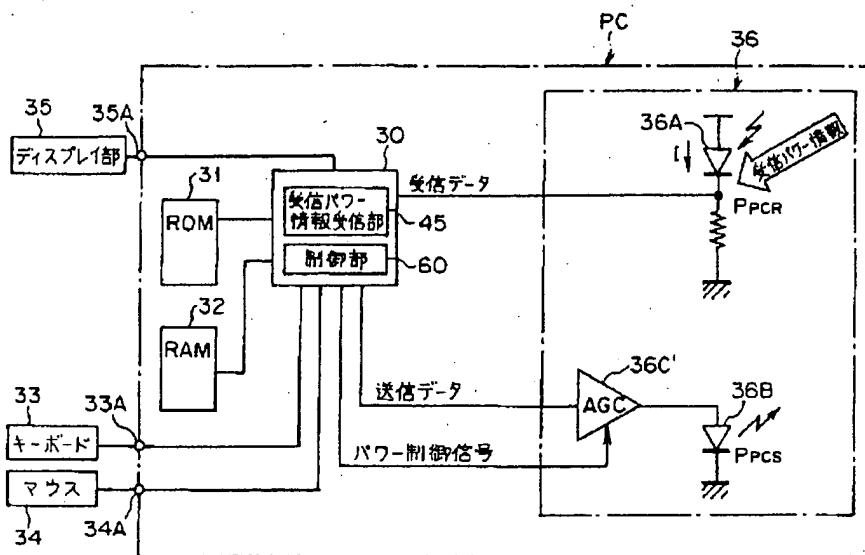 PC
36
35
35A
ディスプレイ部
30
31
ROM
受信パワー
情報受信部
45
制御部
60
受信データ
36A
I
受信パワー情報
PPCR
32
RAM
36C'
AGC
送信データ
パワー制御信号
36B
PPCS
33
33A
キーボード
マウス
34
34A